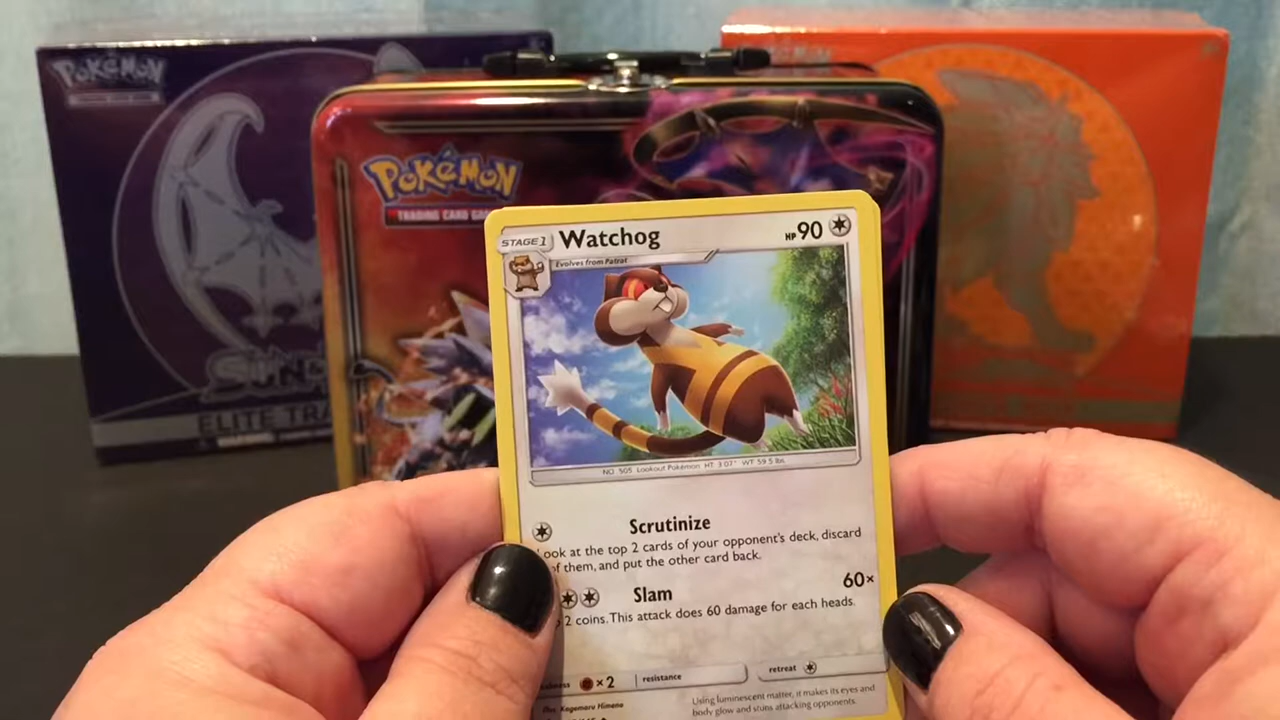 POKéMON
SUN
ELITE TRA
POKéMON
TRADING CARD GA
STAGE 1
Watchog
HP 90
Evolves from Patrat
NO. 505 Lookout Pokémon HT: 3'07" WT: 59.5 lbs
Scrutinize
Look at the top 2 cards of your opponent's deck, discard
of them, and put the other card back.
Slam 60×
2 coins. This attack does 60 damage for each heads.
×2
resistance
retreat
Using luminescent matter, it makes its eyes and
body glow and stuns attacking opponents.
Illus. Kagemaru Himeno